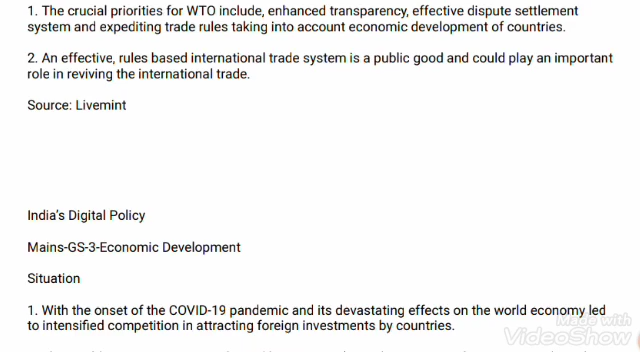 1. The crucial priorities for WTO include, enhanced transparency, effective dispute settlement
system and expediting trade rules taking into account economic development of countries.
2. An effective, rules based international trade system is a public good and could play an important
role in reviving the international trade.
Source: Livemint
India's Digital Policy
Mains-GS-3-Economic Development
Situation
1. With the onset of the COVID-19 pandemic and its devastating effects on the world economy led
to intensified competition in attracting foreign investments by countries.
Made with
VideoShow